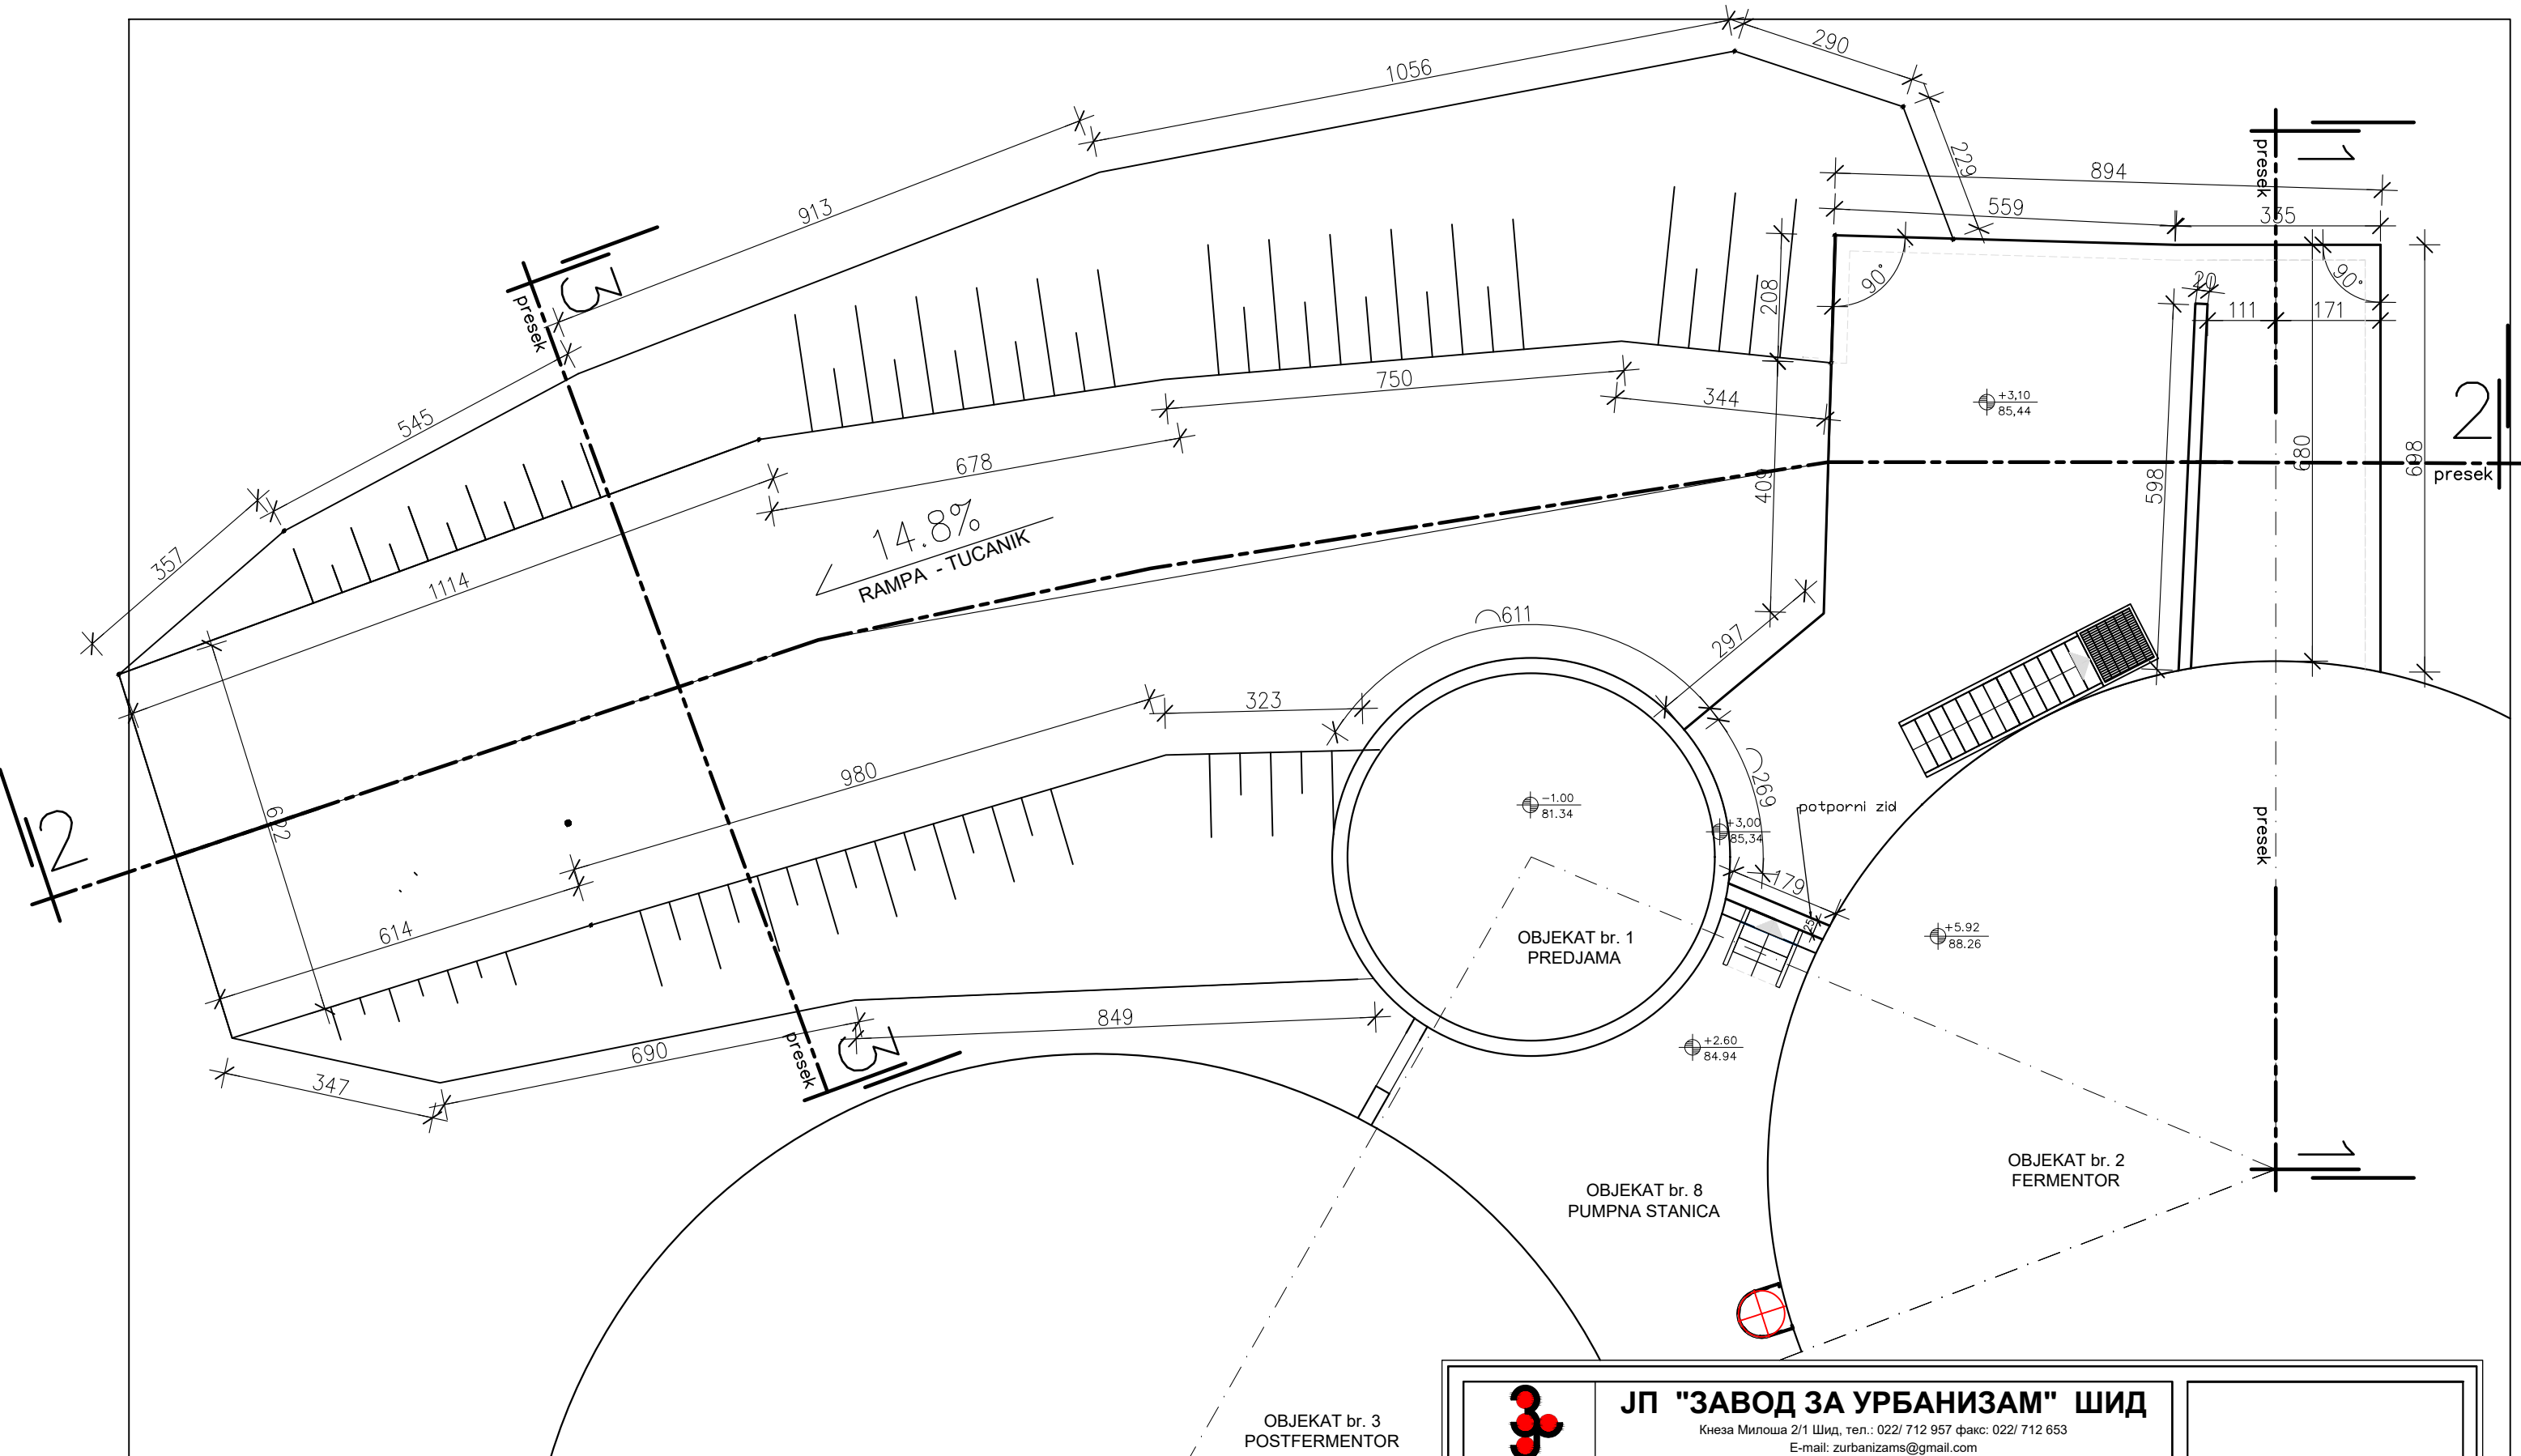 290
1056
229
1
presek
894
913
559
335
3
presek
208
90°
20
90°
111
171
545
750
344
+3,10
85,44
2
presek
678
409
598
680
698
14.8%
RAMPA - TUCANIK
357
1114
611
297
323
980
269
potporni zid
-1.00
81.34
+3,00
85,34
presek
622
2
179
25
614
OBJEKAT br. 1
PREDJAMA
+5.92
88.26
849
690
presek
3
347
+2.60
84.94
1
OBJEKAT br. 2
FERMENTOR
OBJEKAT br. 8
PUMPNA STANICA
OBJEKAT br. 3
POSTFERMENTOR
ЈП "ЗАВОД ЗА УРБАНИЗАМ" ШИД
Кнеза Милоша 2/1 Шид, тел.: 022/ 712 957 факс: 022/ 712 653
E-mail: zurbanizams@gmail.com